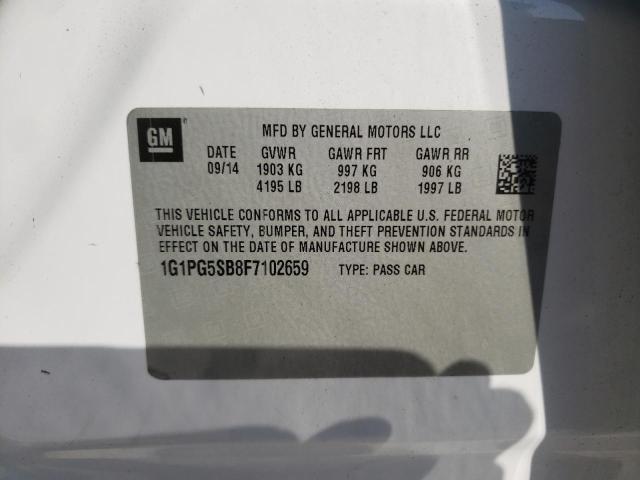 GM
MFD BY GENERAL MOTORS LLC
DATE GVWR GAWR FRT GAWR RR
09/14 1903 KG 997 KG 906 KG
4195 LB 2198 LB 1997 LB
THIS VEHICLE CONFORMS TO ALL APPLICABLE U.S. FEDERAL MOTOR
VEHICLE SAFETY, BUMPER, AND THEFT PREVENTION STANDARDS IN
EFFECT ON THE DATE OF MANUFACTURE SHOWN ABOVE.
1G1PG5SB8F7102659 TYPE: PASS CAR